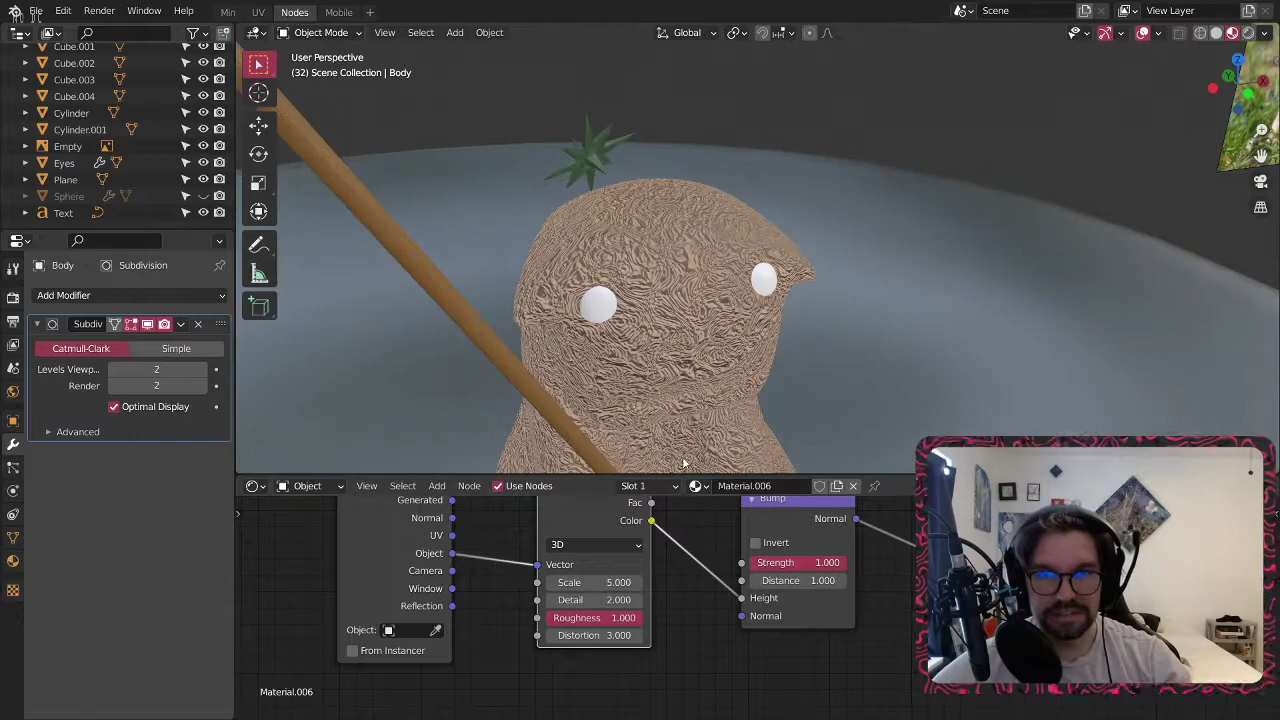 File Edit Render Window Help Min UV Nodes Mobile + Scene View Layer
Object Mode View Select Add Object Global
Cube.001
Cube.002
Cube.003
Cube.004
Cylinder
Cylinder.001
Empty
Eyes
Plane
Sphere
Text
User Perspective
(32) Scene Collection | Body
Body Subdivision
Add Modifier
Subdiv
Catmull-Clark Simple
Levels Viewp... 2
Render 2
Optimal Display
Advanced
Object View Select Add Node Use Nodes Slot 1 Material.006
Generated
Normal
UV
Object
Camera
Window
Reflection
Object:
From Instancer
Fac
Color
3D
Vector
Scale 5.000
Detail 2.000
Roughness 1.000
Distortion 3.000
Bump
Normal
Invert
Strength 1.000
Distance 1.000
Height
Normal
Material.006
X
Y
Z